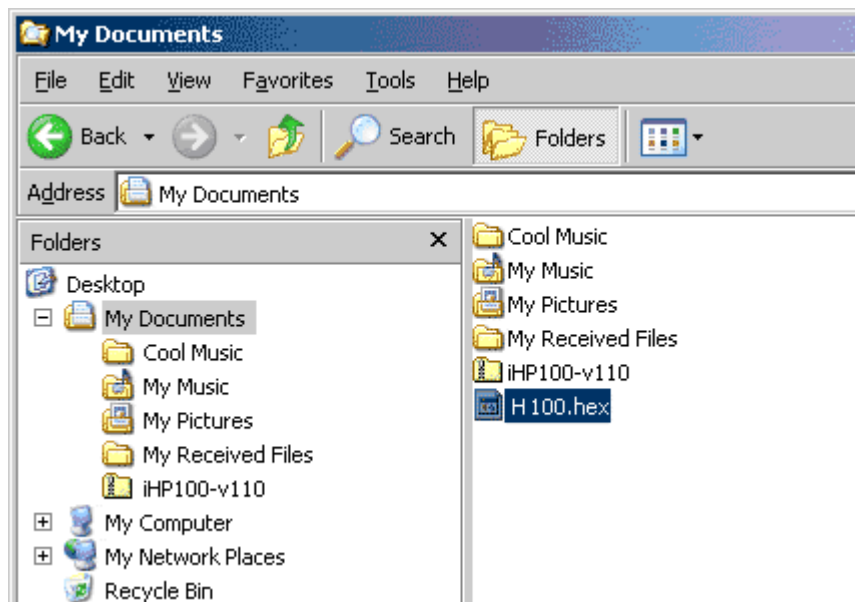 My Documents
File Edit View Favorites Tools Help
Back Search Folders
Address My Documents
Folders
Desktop
My Documents
Cool Music
My Music
My Pictures
My Received Files
iHP100-v110
My Computer
My Network Places
Recycle Bin
Cool Music
My Music
My Pictures
My Received Files
iHP100-v110
H100.hex